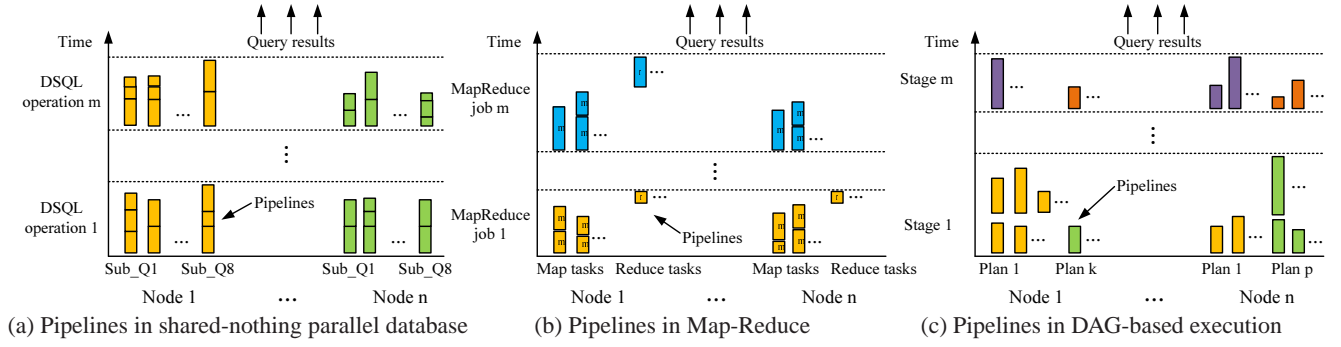 Time
Query results
DSQL
operation m
...
...
...
DSQL
operation 1
Pipelines
...
...
Sub_Q1
Sub_Q8
Sub_Q1
Sub_Q8
Node 1
...
Node n
(a) Pipelines in shared-nothing parallel database
Time
Query results
MapReduce
job m
r
...
m
m
m
...
m
m
m
...
...
MapReduce
job 1
r
...
r
...
m
m
m
m
...
Pipelines
m
m
m
m
...
Map tasks
Reduce tasks
Map tasks
Reduce tasks
Node 1
...
Node n
(b) Pipelines in Map-Reduce
Time
Query results
Stage m
...
...
...
...
...
Stage 1
...
Pipelines
...
...
...
...
...
Plan 1
Plan k
Plan 1
Plan p
Node 1
...
Node n
(c) Pipelines in DAG-based execution